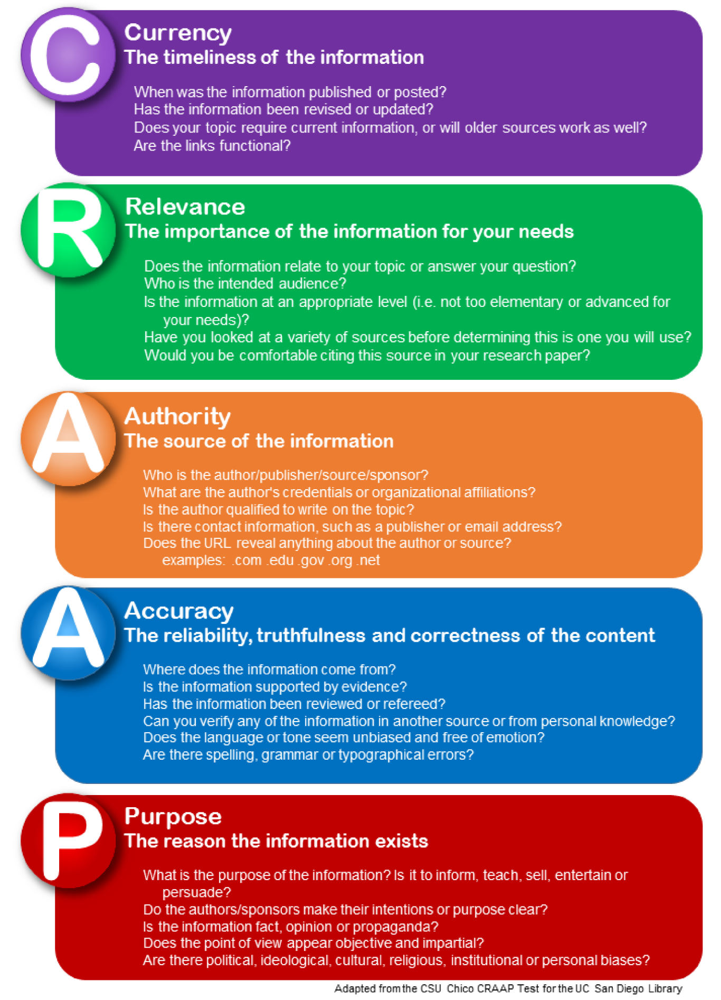 C
Currency
The timeliness of the information
When was the information published or posted?
Has the information been revised or updated?
Does your topic require current information, or will older sources work as well?
Are the links functional?
R
Relevance
The importance of the information for your needs
Does the information relate to your topic or answer your question?
Who is the intended audience?
Is the information at an appropriate level (i.e. not too elementary or advanced for
your needs)?
Have you looked at a variety of sources before determining this is one you will use?
Would you be comfortable citing this source in your research paper?
A
Authority
The source of the information
Who is the author/publisher/source/sponsor?
What are the author's credentials or organizational affiliations?
Is the author qualified to write on the topic?
Is there contact information, such as a publisher or email address?
Does the URL reveal anything about the author or source?
examples: .com .edu .gov .org .net
A
Accuracy
The reliability, truthfulness and correctness of the content
Where does the information come from?
Is the information supported by evidence?
Has the information been reviewed or refereed?
Can you verify any of the information in another source or from personal knowledge?
Does the language or tone seem unbiased and free of emotion?
Are there spelling, grammar or typographical errors?
P
Purpose
The reason the information exists
What is the purpose of the information? Is it to inform, teach, sell, entertain or
persuade?
Do the authors/sponsors make their intentions or purpose clear?
Is the information fact, opinion or propaganda?
Does the point of view appear objective and impartial?
Are there political, ideological, cultural, religious, institutional or personal biases?
Adapted from the CSU Chico CRAAP Test for the UC San Diego Library